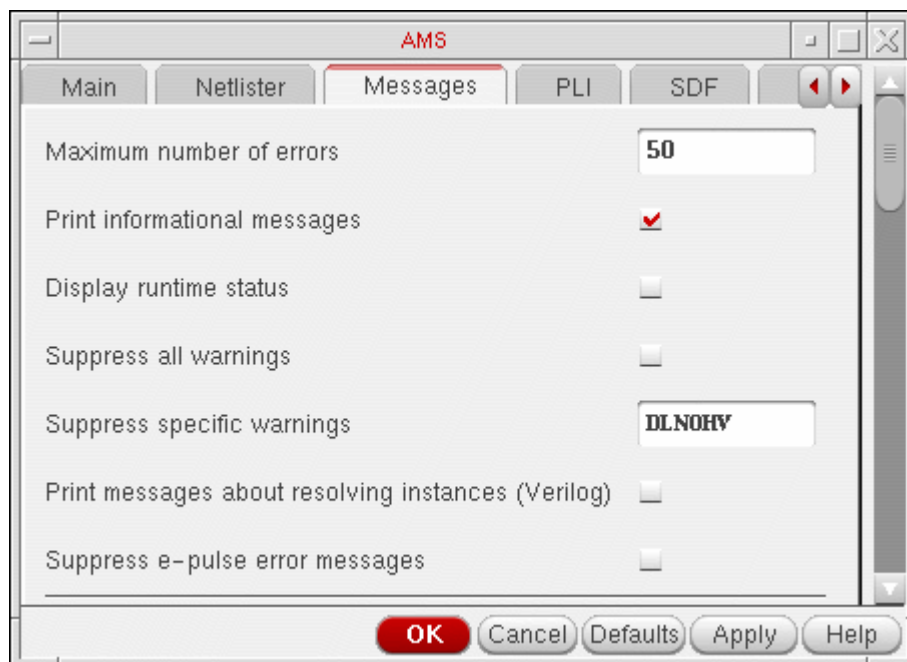 AMS
Main Netlister Messages PLI SDF
Maximum number of errors 50
Print informational messages
Display runtime status
Suppress all warnings
Suppress specific warnings DLNOHV
Print messages about resolving instances (Verilog)
Suppress e-pulse error messages
OK Cancel Defaults Apply Help